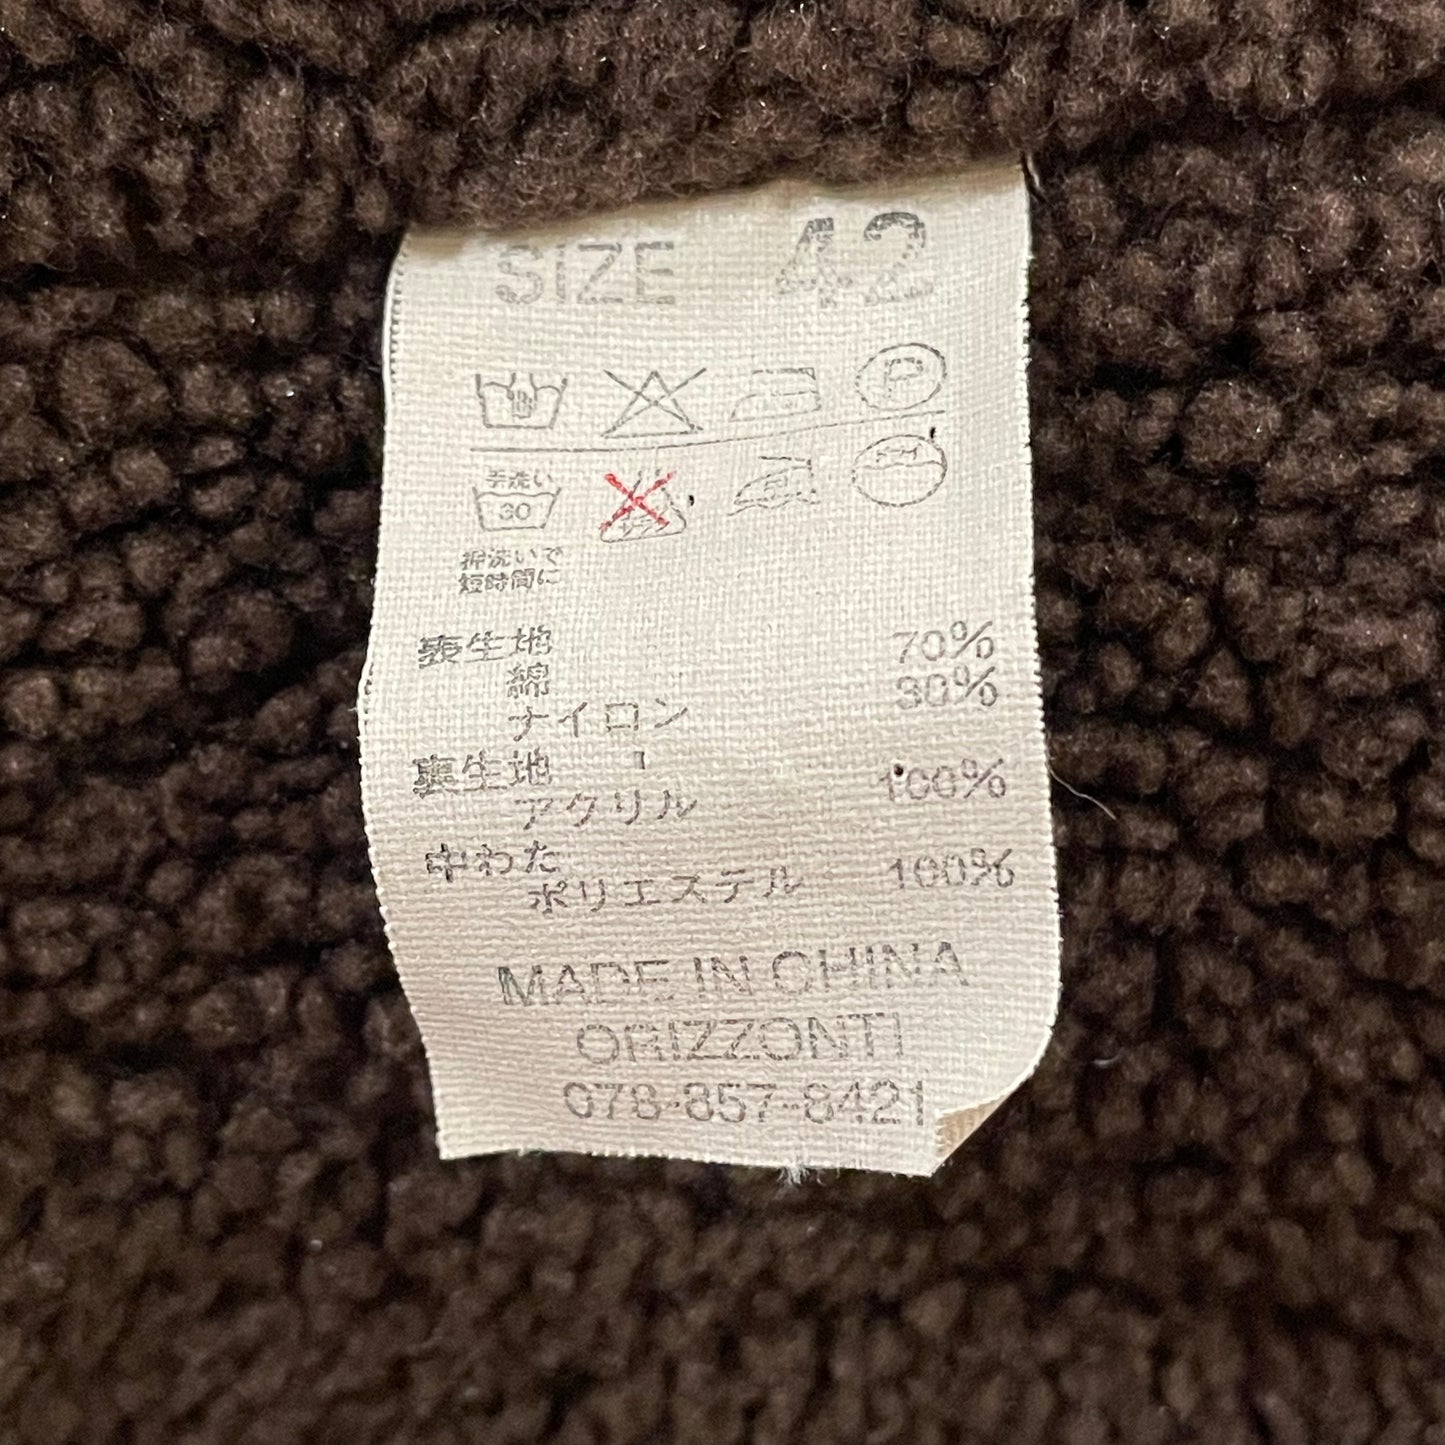 SIZE 42
P
手洗い
30
押洗いで
短時間に
表生地
綿 70%
ナイロン 30%
裏生地
アクリル 100%
中わた
ポリエステル 100%
MADE IN CHINA
ORIZZONTI
078-857-8421